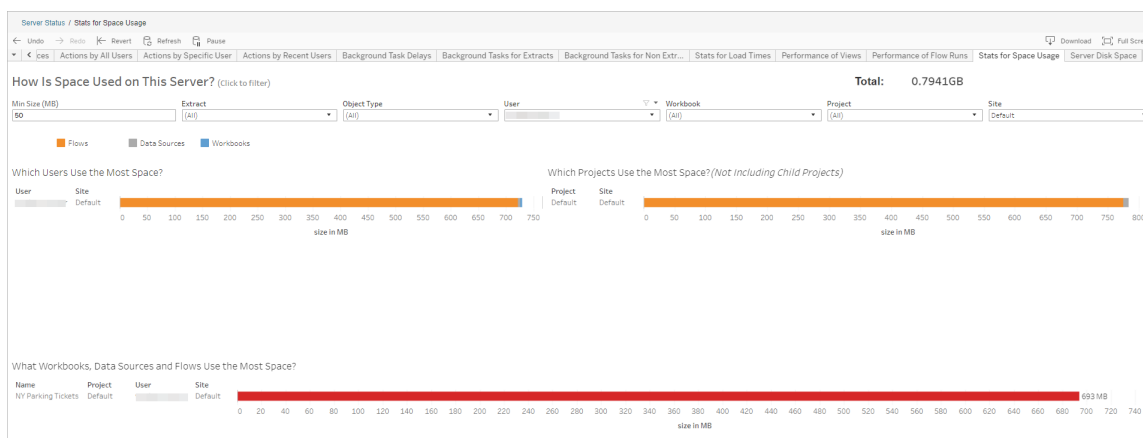 Server Status / Stats for Space Usage
Undo Redo Revert Refresh Pause Download Full Scre
ces Actions by All Users Actions by Specific User Actions by Recent Users Background Task Delays Background Tasks for Extracts Background Tasks for Non Extr... Stats for Load Times Performance of Views Performance of Flow Runs Stats for Space Usage Server Disk Space
How Is Space Used on This Server? (Click to filter) Total: 0.7941GB
Min Size (MB) Extract Object Type User Workbook Project Site
50 (All) (All) (All) (All) Default
Flows Data Sources Workbooks
Which Users Use the Most Space? Which Projects Use the Most Space? (Not Including Child Projects)
User Site Project Site
Default Default Default
0 50 100 150 200 250 300 350 400 450 500 550 600 650 700 750 0 50 100 150 200 250 300 350 400 450 500 550 600 650 700 750 800
size in MB size in MB
What Workbooks, Data Sources and Flows Use the Most Space?
Name Project User Site
NY Parking Tickets Default Default 693 MB
0 20 40 60 80 100 120 140 160 180 200 220 240 260 280 300 320 340 360 380 400 420 440 460 480 500 520 540 560 580 600 620 640 660 680 700 720 740
size in MB